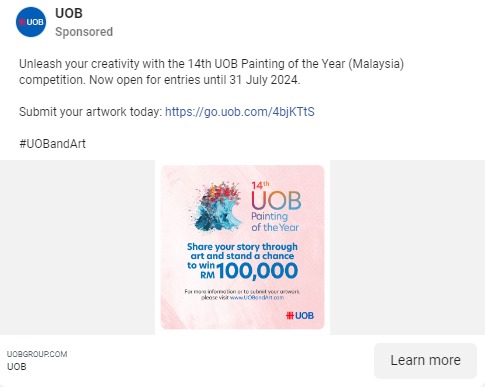 UOB
UOB
Sponsored
Unleash your creativity with the 14th UOB Painting of the Year (Malaysia)
competition. Now open for entries until 31 July 2024.
Submit your artwork today: https://go.uob.com/4bjKTtS
#UOBandArt
14th
UOB
Painting
of the Year
Share your story through
art and stand a chance
to win RM100,000
For more information or to submit your artwork,
please visit www.UOBandArt.com
UOB
UOBGROUP.COM
UOB
Learn more